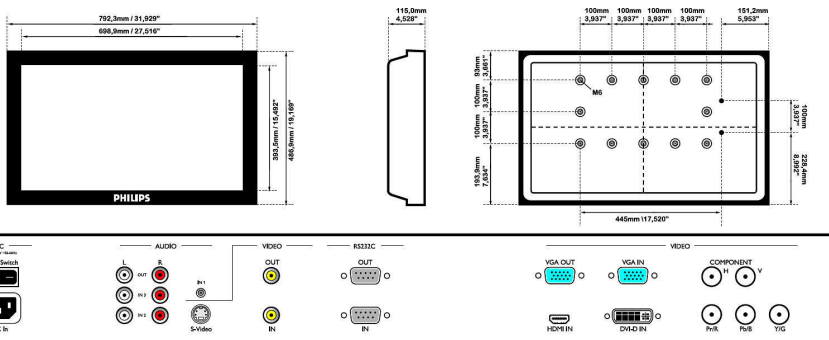 792,3mm / 31,929"
698,9mm / 27,516"
393,5mm / 15,492"
486,9mm / 19,169"
PHILIPS
115,0mm
4,528"
100mm 100mm 100mm 100mm 151,2mm
3,937" 3,937" 3,937" 3,937" 5,953"
93mm
3,661"
100mm
3,937"
100mm
3,937"
193,9mm
7,634"
M6
100mm
3,937"
228,4mm
8,992"
445mm \17,520"
C
Switch
In
AUDIO
L R
OUT
IN 3
IN 2
IN 1
S-Video
VIDEO
OUT
IN
RS232C
OUT
IN
VIDEO
VGA OUT VGA IN COMPONENT
H V
HDMI IN DVI-D IN Pr/R Pb/B Y/G